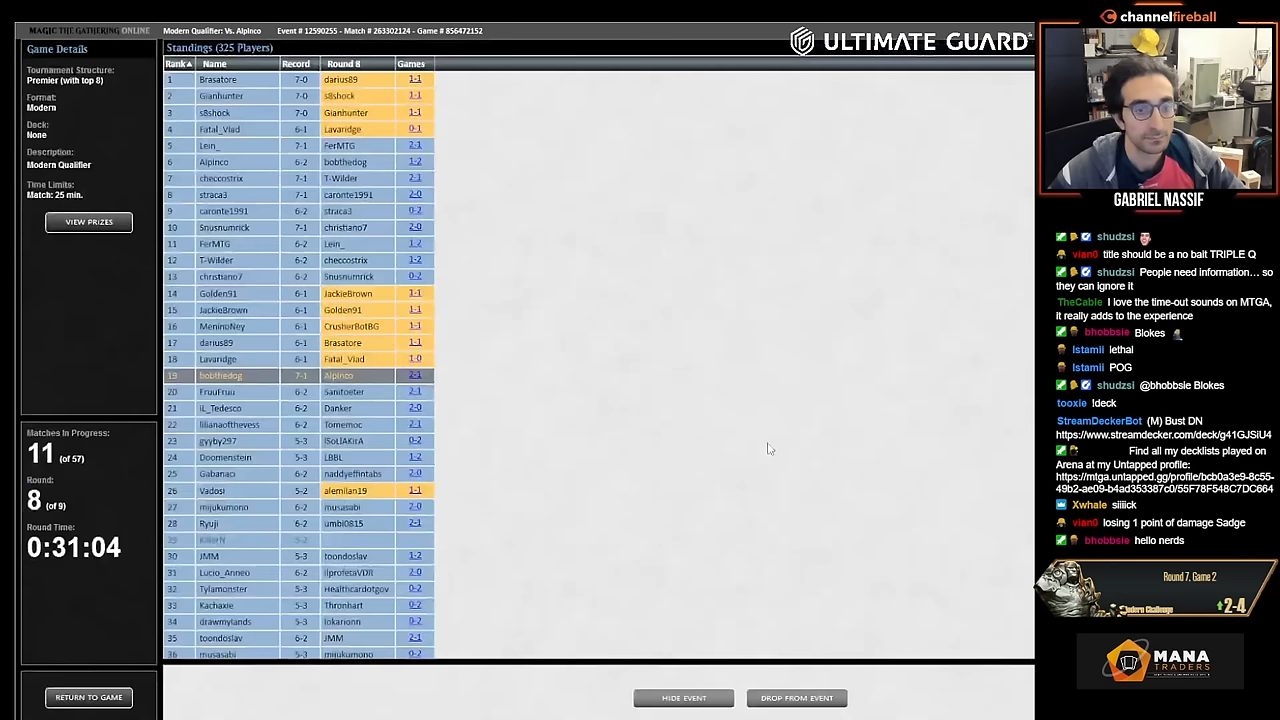 MAGIC THE GATHERING ONLINE Modern Qualifier: Vs. Alpinco Event # 12590255 - Match # 263302124 - Game # 856472152
Game Details
Tournament Structure:
Premier (with top 8)
Format:
Modern
Deck:
None
Description:
Modern Qualifier
Time Limits:
Match: 25 min.
VIEW PRIZES
Matches In Progress:
11 (of 57)
Round:
8 (of 9)
Round Time:
0:31:04
RETURN TO GAME
Standings (325 Players)
Rank Name Record Round 8 Games
1 Brasatore 7-0 darius89 1-1
2 Gianhunter 7-0 s8shock 1-1
3 s8shock 7-0 Gianhunter 1-1
4 Fatal_Vlad 6-1 Lavaridge 0-1
5 Lein_ 7-1 FerMTG 2-1
6 Alpinco 6-2 bobthedog 1-2
7 checcostrix 7-1 T-Wilder 2-1
8 straca3 7-1 caronte1991 2-0
9 caronte1991 6-2 straca3 0-2
10 Snusnumrick 7-1 christiano7 2-0
11 FerMTG 6-2 Lein_ 1-2
12 T-Wilder 6-2 checcostrix 1-2
13 christiano7 6-2 Snusnumrick 0-2
14 Golden91 6-1 JackieBrown 1-1
15 JackieBrown 6-1 Golden91 1-1
16 MeninoNey 6-1 CrusherBotBG 1-1
17 darius89 6-1 Brasatore 1-1
18 Lavaridge 6-1 Fatal_Vlad 1-0
19 bobthedog 7-1 Alpinco 2-1
20 FruuFruu 6-2 Sanitoeter 2-1
21 iL_Tedesco 6-2 Danker 2-0
22 lilianaofthevess 6-2 Tomemoc 2-1
23 gyyby297 5-3 ISoLlAKirA 0-2
24 Doomenstein 5-3 LBBL 1-2
25 Gabanaci 6-2 naddyeffintabs 2-0
26 Vadosi 5-2 alemilan19 1-1
27 mijukumono 6-2 musasabi 2-0
28 Ryuji 6-2 umbi0815 2-1
29 KillerN 5-2
30 JMM 5-3 toondoslav 1-2
31 Lucio_Anneo 6-2 ilprofetaVDR 2-0
32 Tylamonster 5-3 Healthcardotgov 0-2
33 Kachaxie 5-3 Thronhart 0-2
34 drawmylands 5-3 lokarionn 0-2
35 toondoslav 6-2 JMM 2-1
36 musasabi 5-3 mijukumono 0-2
HIDE EVENT
DROP FROM EVENT
ULTIMATE GUARD
channelfireball
GABRIEL NASSIF
shudzsi
vian0 title should be a no bait TRIPLE Q
shudzsi People need information... so
they can ignore it
TheCable I love the time-out sounds on MTGA,
it really adds to the experience
bhobbsie Blokes
Istamii lethal
Istamii POG
shudzsi @bhobbsie Blokes
tooxie !deck
StreamDeckerBot (M) Bust DN
https://www.streamdecker.com/deck/g41GJSiU4
Find all my decklists played on
Arena at my Untapped profile:
https://mtga.untapped.gg/profile/bcb0a3e9-8c55-
49b2-ae09-b4ad353387c0/55F78F548C7DC664
Xwhale siiiick
vian0 losing 1 point of damage Sadge
bhobbsie hello nerds
Round 7, Game 2
Modern Challenge
2-4
MANA
TRADERS